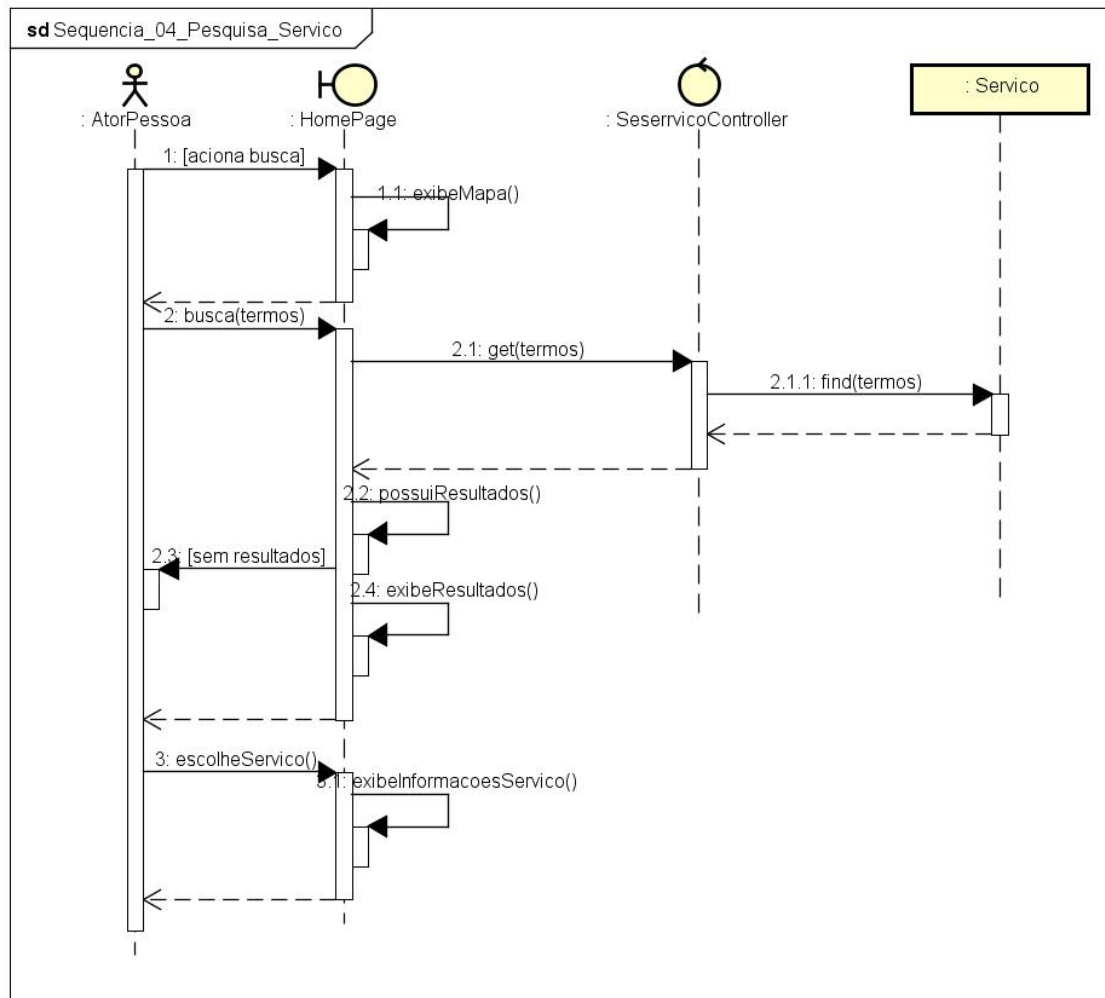 sd Sequencia_04_Pesquisa_Servico
: AtorPessoa
: HomePage
: SeserrvicoController
: Servico
1: [aciona busca]
1.1: exibeMapa()
2: busca(termos)
2.1: get(termos)
2.1.1: find(termos)
2.2: possuiResultados()
2.3: [sem resultados]
2.4: exibeResultados()
3: escolheServico()
3.1: exibeInformacoesServico()